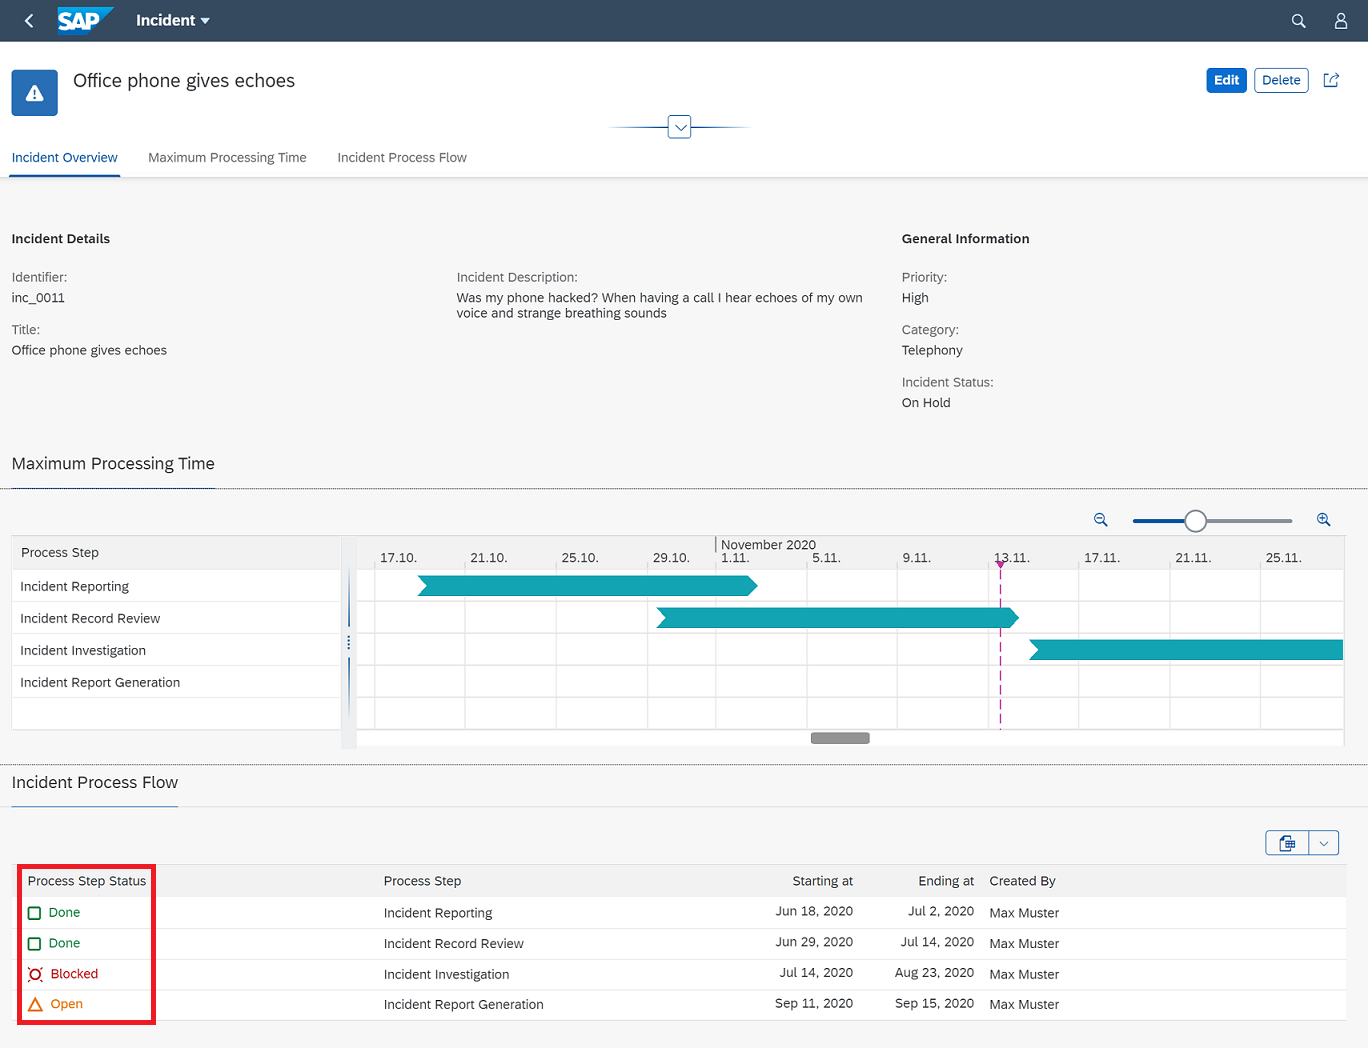 SAP Incident
Office phone gives echoes
Edit Delete
Incident Overview Maximum Processing Time Incident Process Flow
Incident Details General Information
Identifier: Incident Description: Priority:
inc_0011 Was my phone hacked? When having a call I hear echoes of my own High
voice and strange breathing sounds
Title: Category:
Office phone gives echoes Telephony
Incident Status:
On Hold
Maximum Processing Time
November 2020
Process Step 17.10. 21.10. 25.10. 29.10. 1.11. 5.11. 9.11. 13.11. 17.11. 21.11. 25.11.
Incident Reporting
Incident Record Review
Incident Investigation
Incident Report Generation
Incident Process Flow
Process Step Status Process Step Starting at Ending at Created By
Done Incident Reporting Jun 18, 2020 Jul 2, 2020 Max Muster
Done Incident Record Review Jun 29, 2020 Jul 14, 2020 Max Muster
Blocked Incident Investigation Jul 14, 2020 Aug 23, 2020 Max Muster
Open Incident Report Generation Sep 11, 2020 Sep 15, 2020 Max Muster